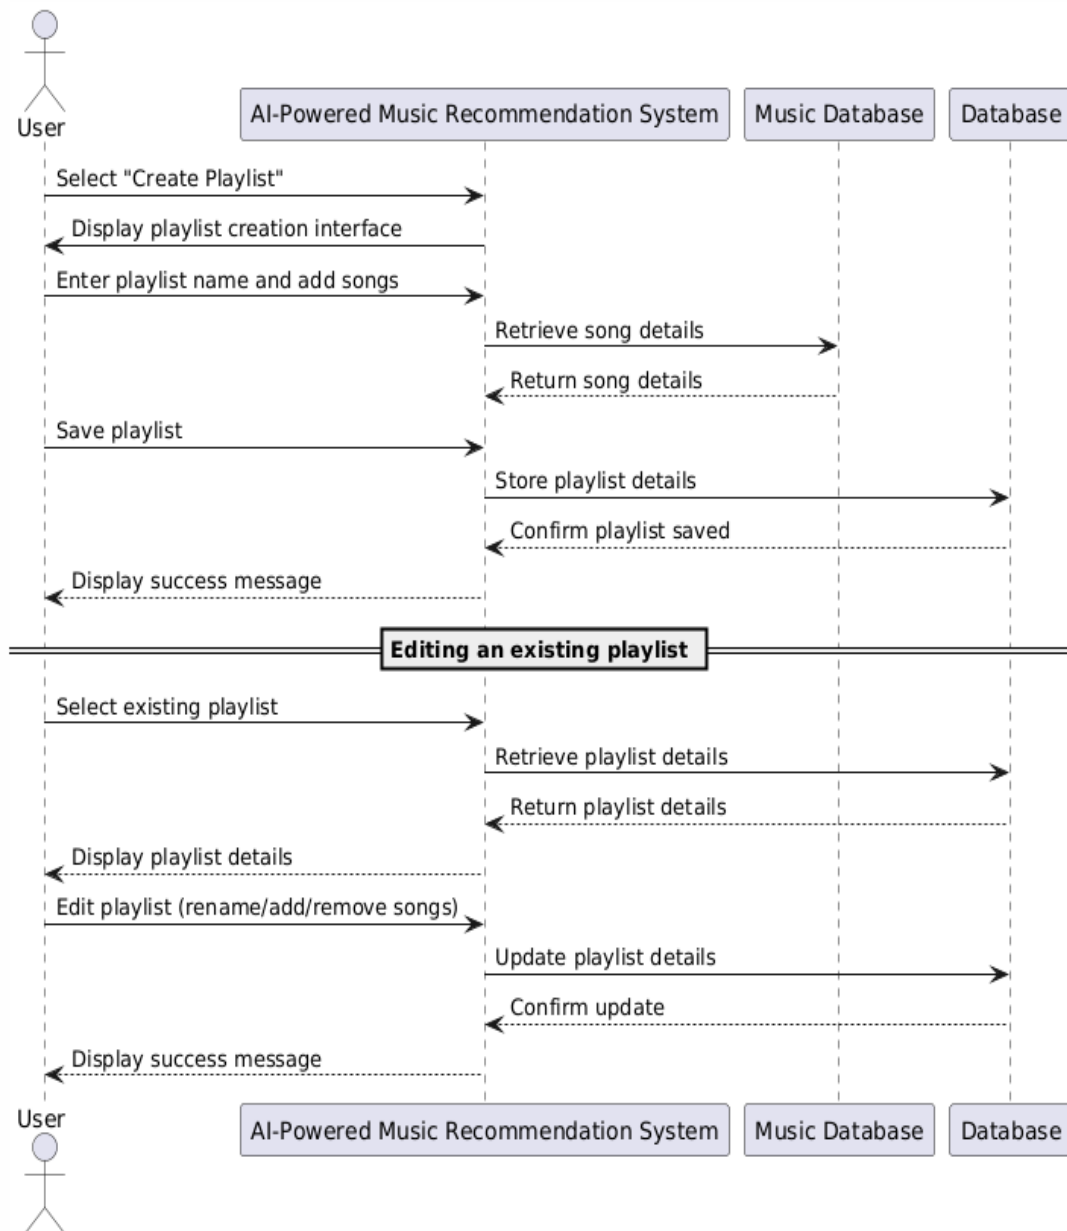 User
AI-Powered Music Recommendation System
Music Database
Database
Select "Create Playlist"
Display playlist creation interface
Enter playlist name and add songs
Retrieve song details
Return song details
Save playlist
Store playlist details
Confirm playlist saved
Display success message
Editing an existing playlist
Select existing playlist
Retrieve playlist details
Return playlist details
Display playlist details
Edit playlist (rename/add/remove songs)
Update playlist details
Confirm update
Display success message
User
AI-Powered Music Recommendation System
Music Database
Database